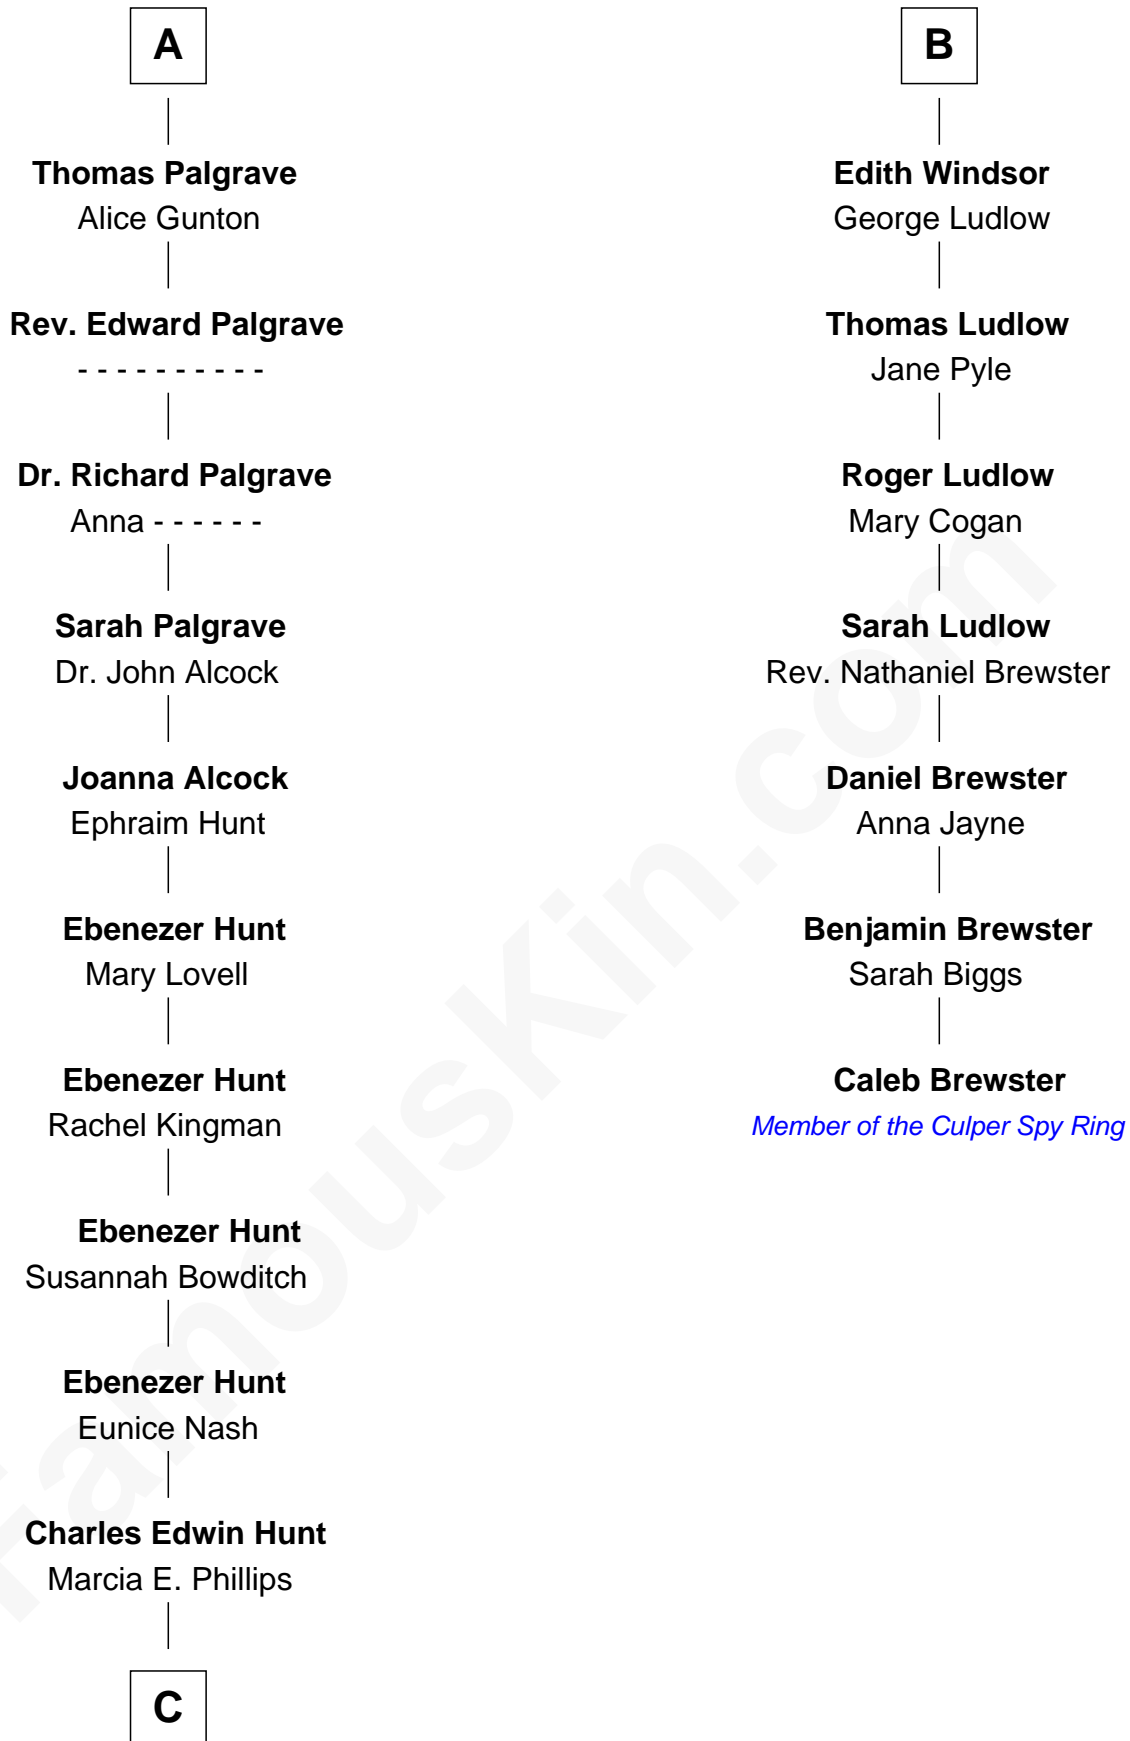 A
Thomas Palgrave
Alice Gunton
Rev. Edward Palgrave
- - - - - - - - - -
Dr. Richard Palgrave
Anna - - - - - -
Sarah Palgrave
Dr. John Alcock
Joanna Alcock
Ephraim Hunt
Ebenezer Hunt
Mary Lovell
Ebenezer Hunt
Rachel Kingman
Ebenezer Hunt
Susannah Bowditch
Ebenezer Hunt
Eunice Nash
Charles Edwin Hunt
Marcia E. Phillips
C
B
Edith Windsor
George Ludlow
Thomas Ludlow
Jane Pyle
Roger Ludlow
Mary Cogan
Sarah Ludlow
Rev. Nathaniel Brewster
Daniel Brewster
Anna Jayne
Benjamin Brewster
Sarah Biggs
Caleb Brewster
Member of the Culper Spy Ring
FamousKin.com